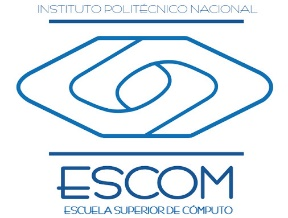 INSTITUTO POLITÉCNICO NACIONAL
ESCOM
ESCUELA SUPERIOR DE CÓMPUTO